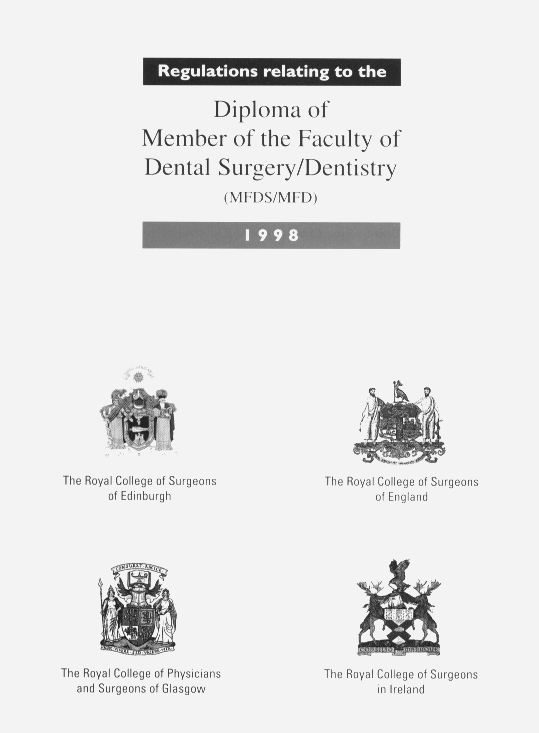 Regulations relating to the
Diploma of
Member of the Faculty of
Dental Surgery/Dentistry
(MFDS/MFD)
1998
The Royal College of Surgeons
of Edinburgh
The Royal College of Surgeons
of England
CONJURAT AMICE
The Royal College of Physicians
and Surgeons of Glasgow
The Royal College of Surgeons
in Ireland